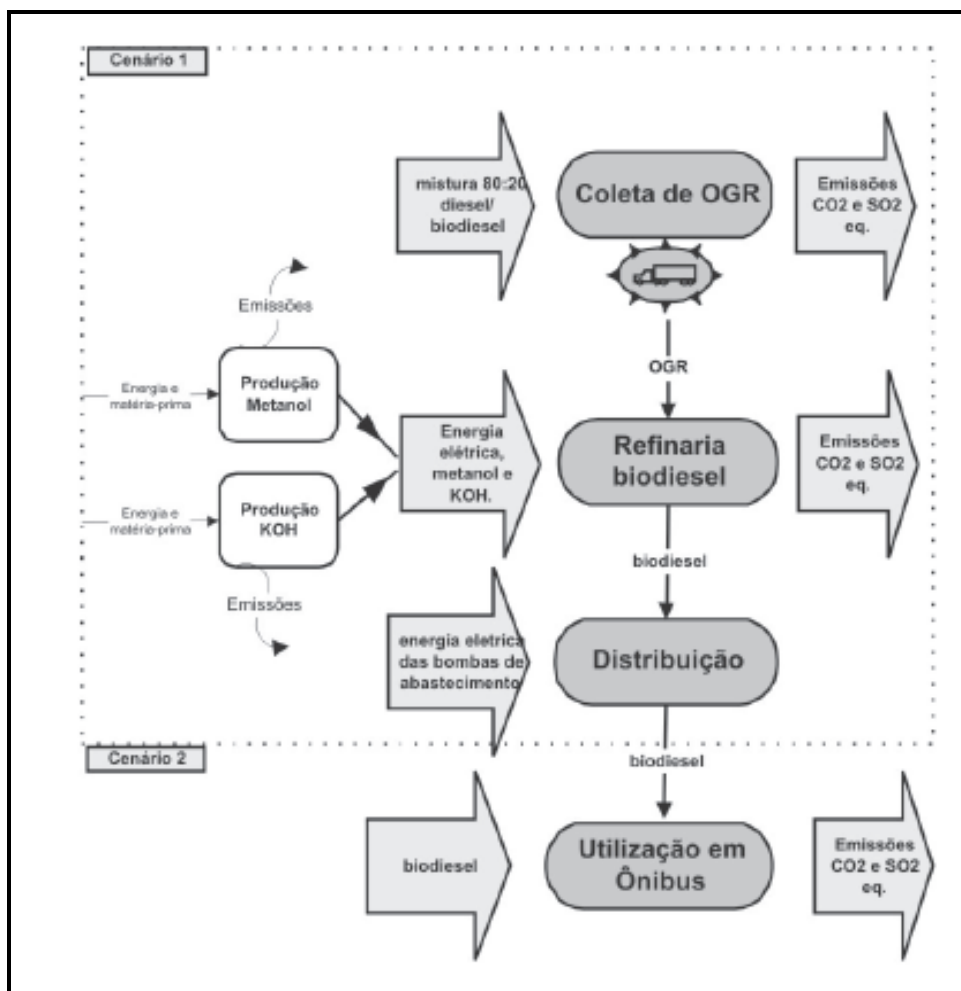 Cenário 1
mistura 80:20
diesel/
biodiesel
Coleta de OGR
Emissões
CO2 e SO2
eq.
Emissões
OGR
Energia e
matéria-prima
Produção
Metanol
Energia
elétrica,
metanol e
KOH.
Refinaria
biodiesel
Emissões
CO2 e SO2
eq.
Energia e
matéria-prima
Produção
KOH
biodiesel
Emissões
energia eletrica
das bombas de
abastecimento
Distribuição
Cenário 2
biodiesel
biodiesel
Utilização em
Ônibus
Emissões
CO2 e SO2
eq.